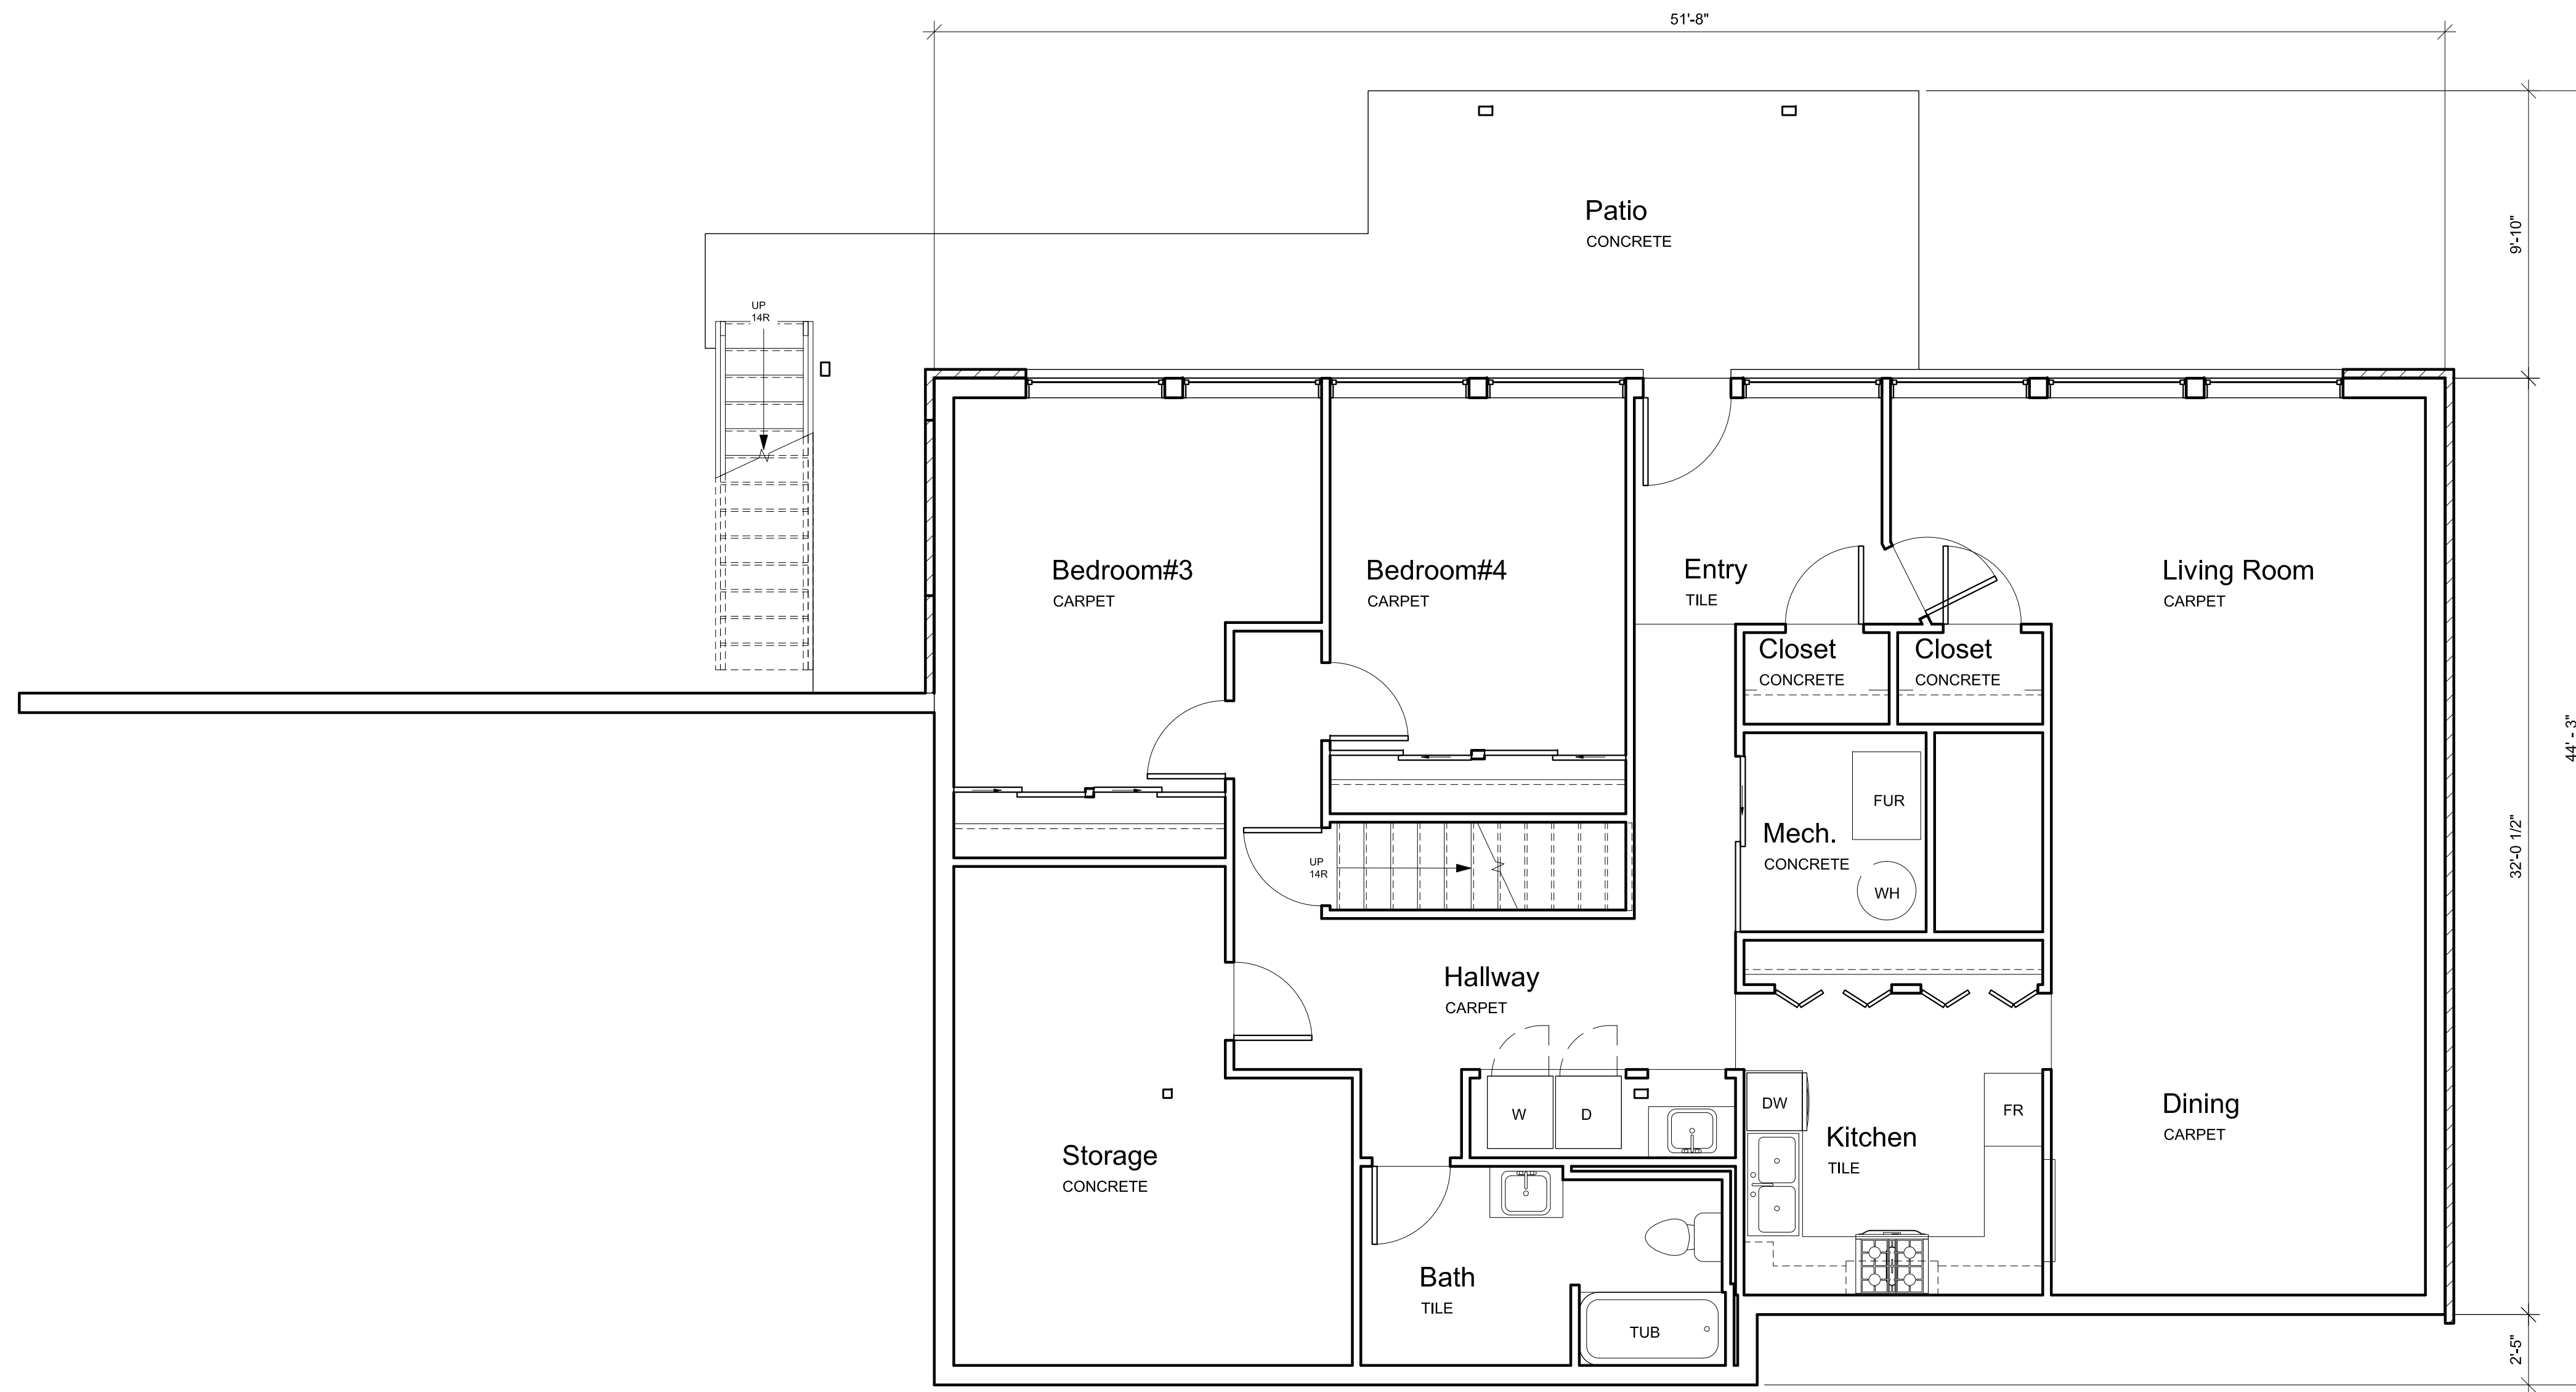 51'-8"
Patio
CONCRETE
9'-10"
UP
14R
Bedroom#3
CARPET
Bedroom#4
CARPET
Entry
TILE
Living Room
CARPET
Closet
CONCRETE
Closet
CONCRETE
44' - 3"
FUR
Mech.
CONCRETE
WH
UP
14R
32'-0 1/2"
Hallway
CARPET
W
D
DW
FR
Kitchen
TILE
Dining
CARPET
Storage
CONCRETE
Bath
TILE
TUB
2'-5"